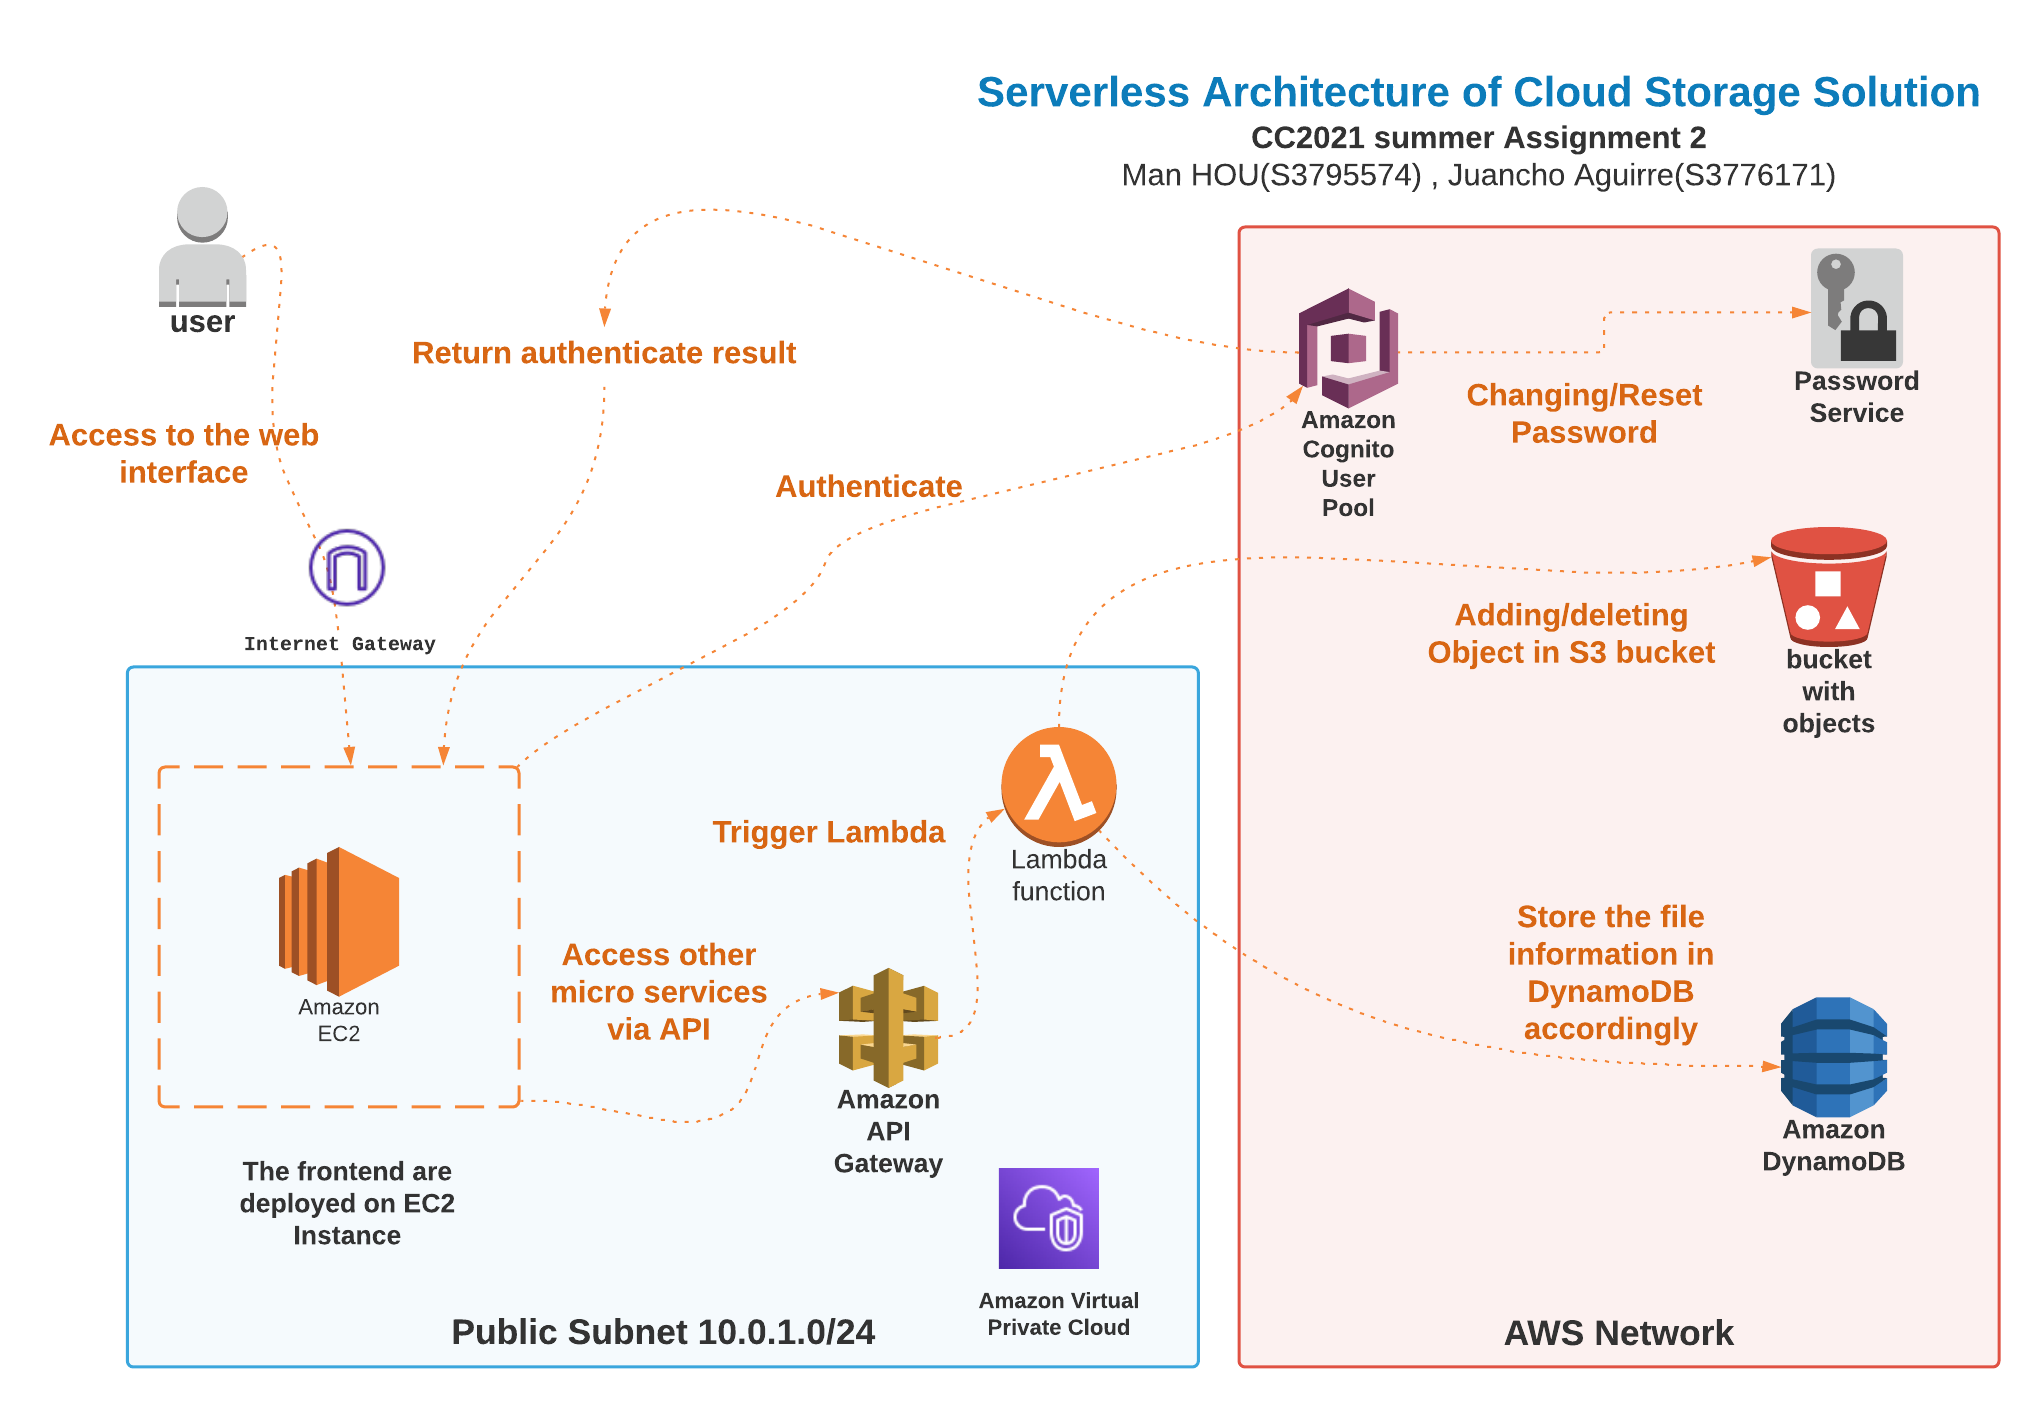 Serverless Architecture of Cloud Storage Solution
CC2021 summer Assignment 2
Man HOU(S3795574) , Juancho Aguirre(S3776171)
user
Return authenticate result
Access to the web
interface
Authenticate
Internet Gateway
Amazon
Cognito
User
Pool
Changing/Reset
Password
Password
Service
Adding/deleting
Object in S3 bucket
bucket
with
objects
Trigger Lambda
Lambda
function
Amazon
EC2
Access other
micro services
via API
Amazon
API
Gateway
Store the file
information in
DynamoDB
accordingly
Amazon
DynamoDB
The frontend are
deployed on EC2
Instance
Amazon Virtual
Private Cloud
Public Subnet 10.0.1.0/24
AWS Network